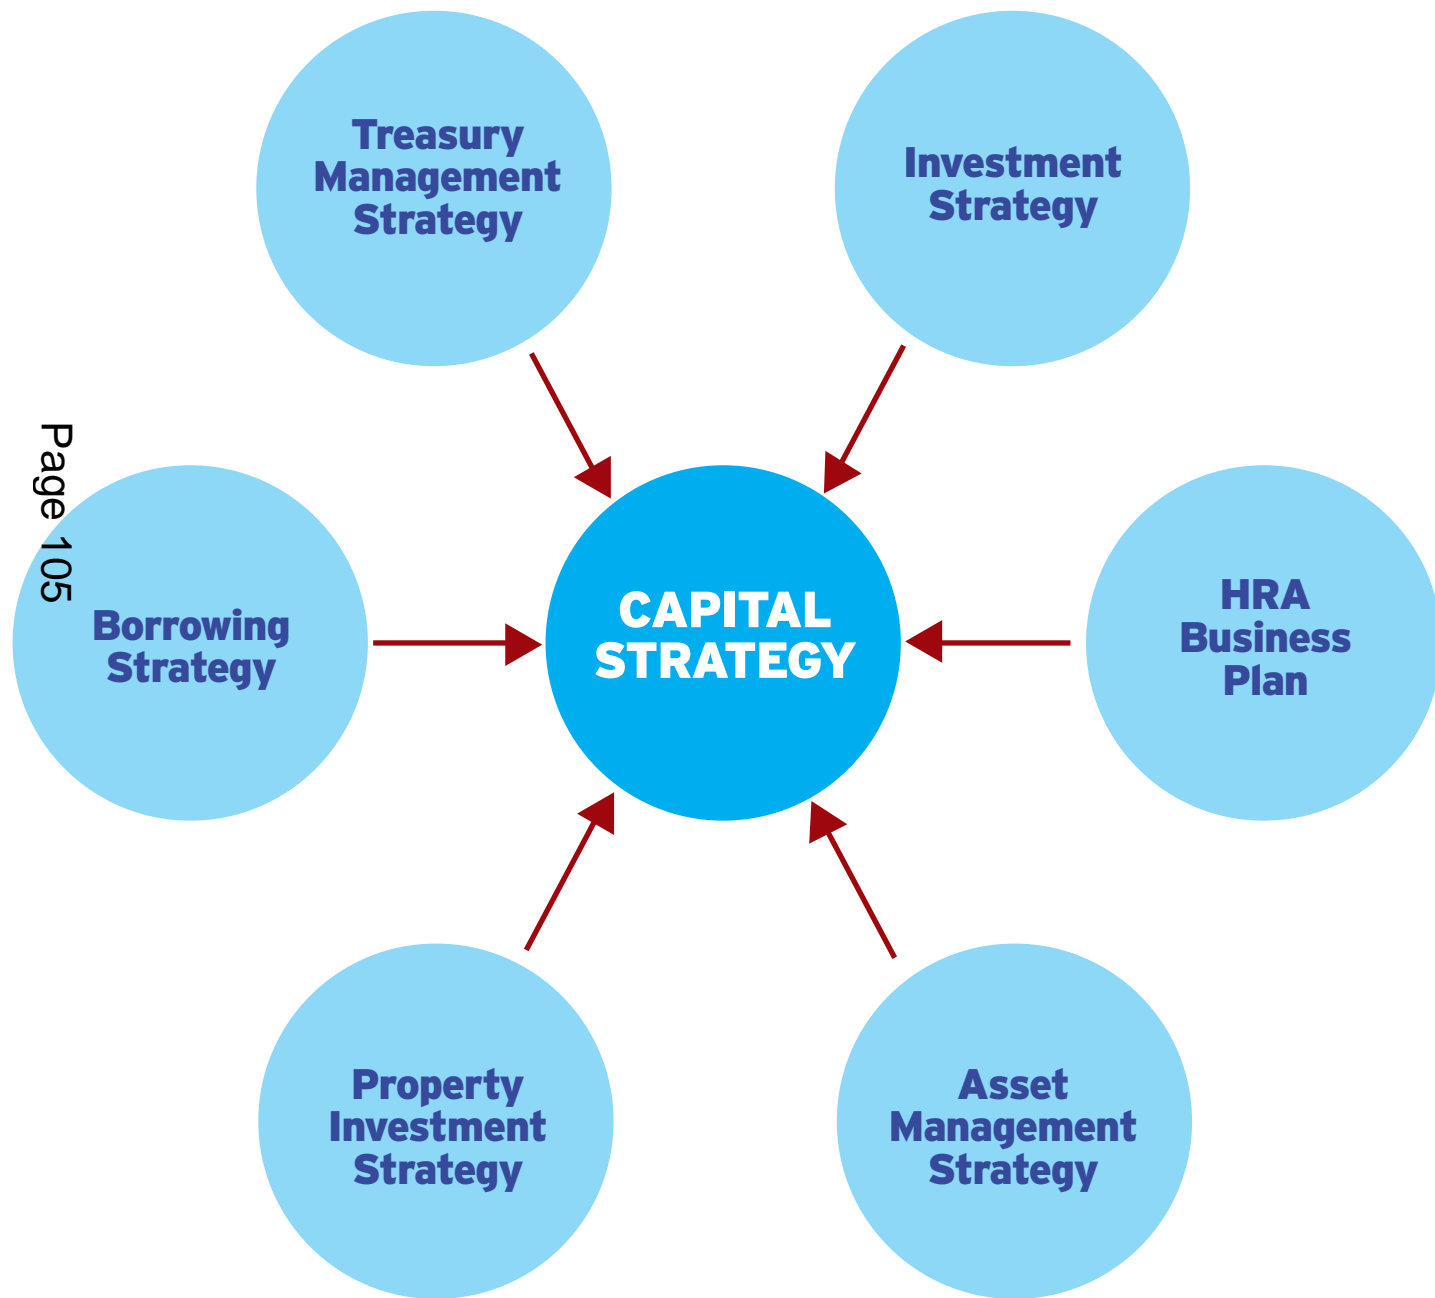 Treasury
Management
Strategy
Investment
Strategy
Page 105
Borrowing
Strategy
CAPITAL
STRATEGY
HRA
Business
Plan
Property
Investment
Strategy
Asset
Management
Strategy